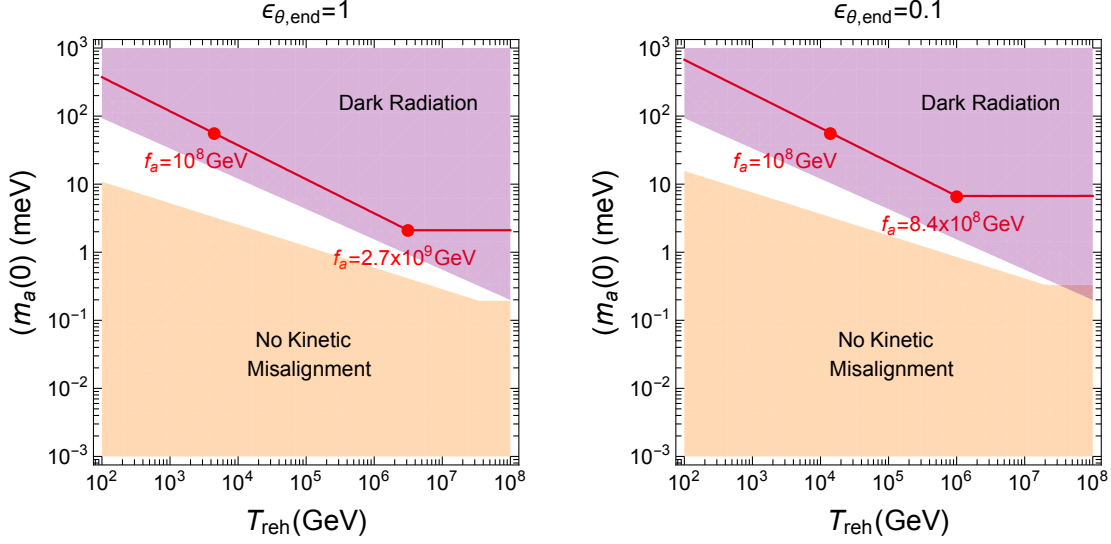 ϵθ,end=1
10³
10²
10
1
10⁻¹
10⁻²
10⁻³
(mₐ(0) (meV)
Dark Radiation
fₐ=10⁸GeV
fₐ=2.7x10⁹GeV
No Kinetic
Misalignment
10² 10³ 10⁴ 10⁵ 10⁶ 10⁷ 10⁸
Treh(GeV)
ϵθ,end=0.1
10³
10²
10
1
10⁻¹
10⁻²
10⁻³
(mₐ(0) (meV)
Dark Radiation
fₐ=10⁸GeV
fₐ=8.4x10⁸GeV
No Kinetic
Misalignment
10² 10³ 10⁴ 10⁵ 10⁶ 10⁷ 10⁸
Treh(GeV)